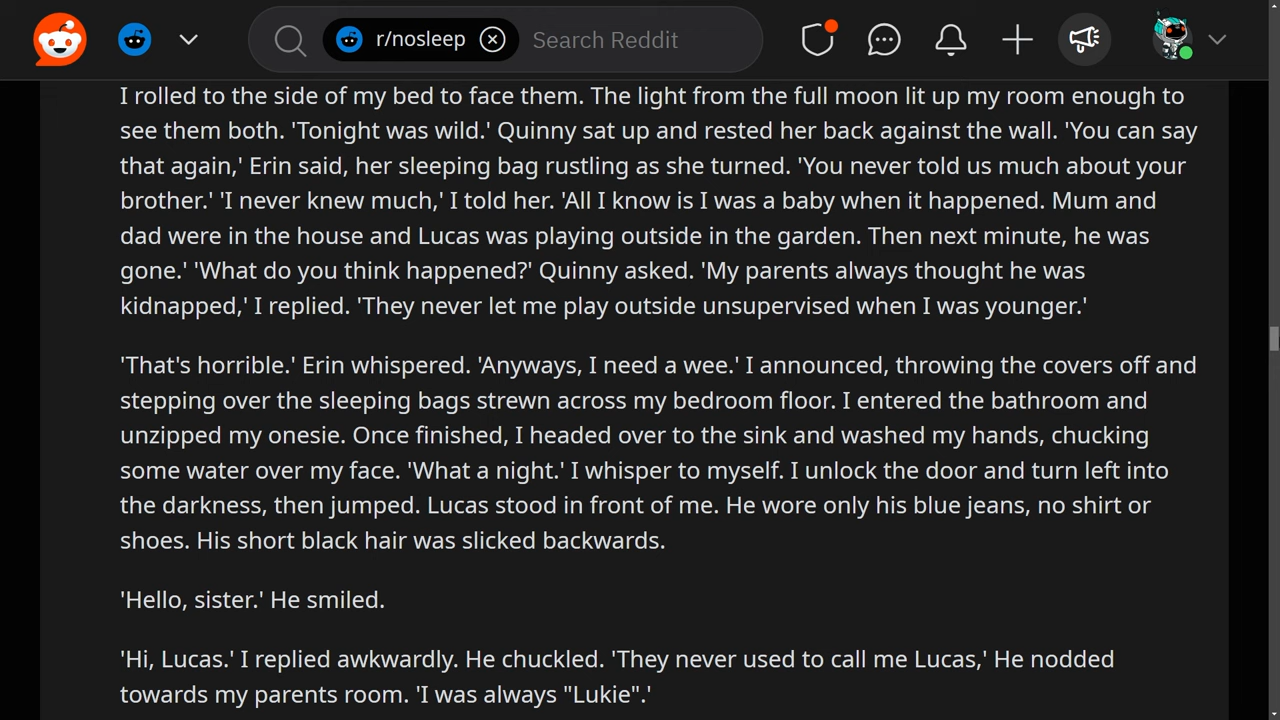 r/nosleep
Search Reddit
I rolled to the side of my bed to face them. The light from the full moon lit up my room enough to
see them both. 'Tonight was wild.' Quinny sat up and rested her back against the wall. 'You can say
that again,' Erin said, her sleeping bag rustling as she turned. 'You never told us much about your
brother.' 'I never knew much,' I told her. 'All I know is I was a baby when it happened. Mum and
dad were in the house and Lucas was playing outside in the garden. Then next minute, he was
gone.' 'What do you think happened?' Quinny asked. 'My parents always thought he was
kidnapped,' I replied. 'They never let me play outside unsupervised when I was younger.'
'That's horrible.' Erin whispered. 'Anyways, I need a wee.' I announced, throwing the covers off and
stepping over the sleeping bags strewn across my bedroom floor. I entered the bathroom and
unzipped my onesie. Once finished, I headed over to the sink and washed my hands, chucking
some water over my face. 'What a night.' I whisper to myself. I unlock the door and turn left into
the darkness, then jumped. Lucas stood in front of me. He wore only his blue jeans, no shirt or
shoes. His short black hair was slicked backwards.
'Hello, sister.' He smiled.
'Hi, Lucas.' I replied awkwardly. He chuckled. 'They never used to call me Lucas,' He nodded
towards my parents room. 'I was always "Lukie".'